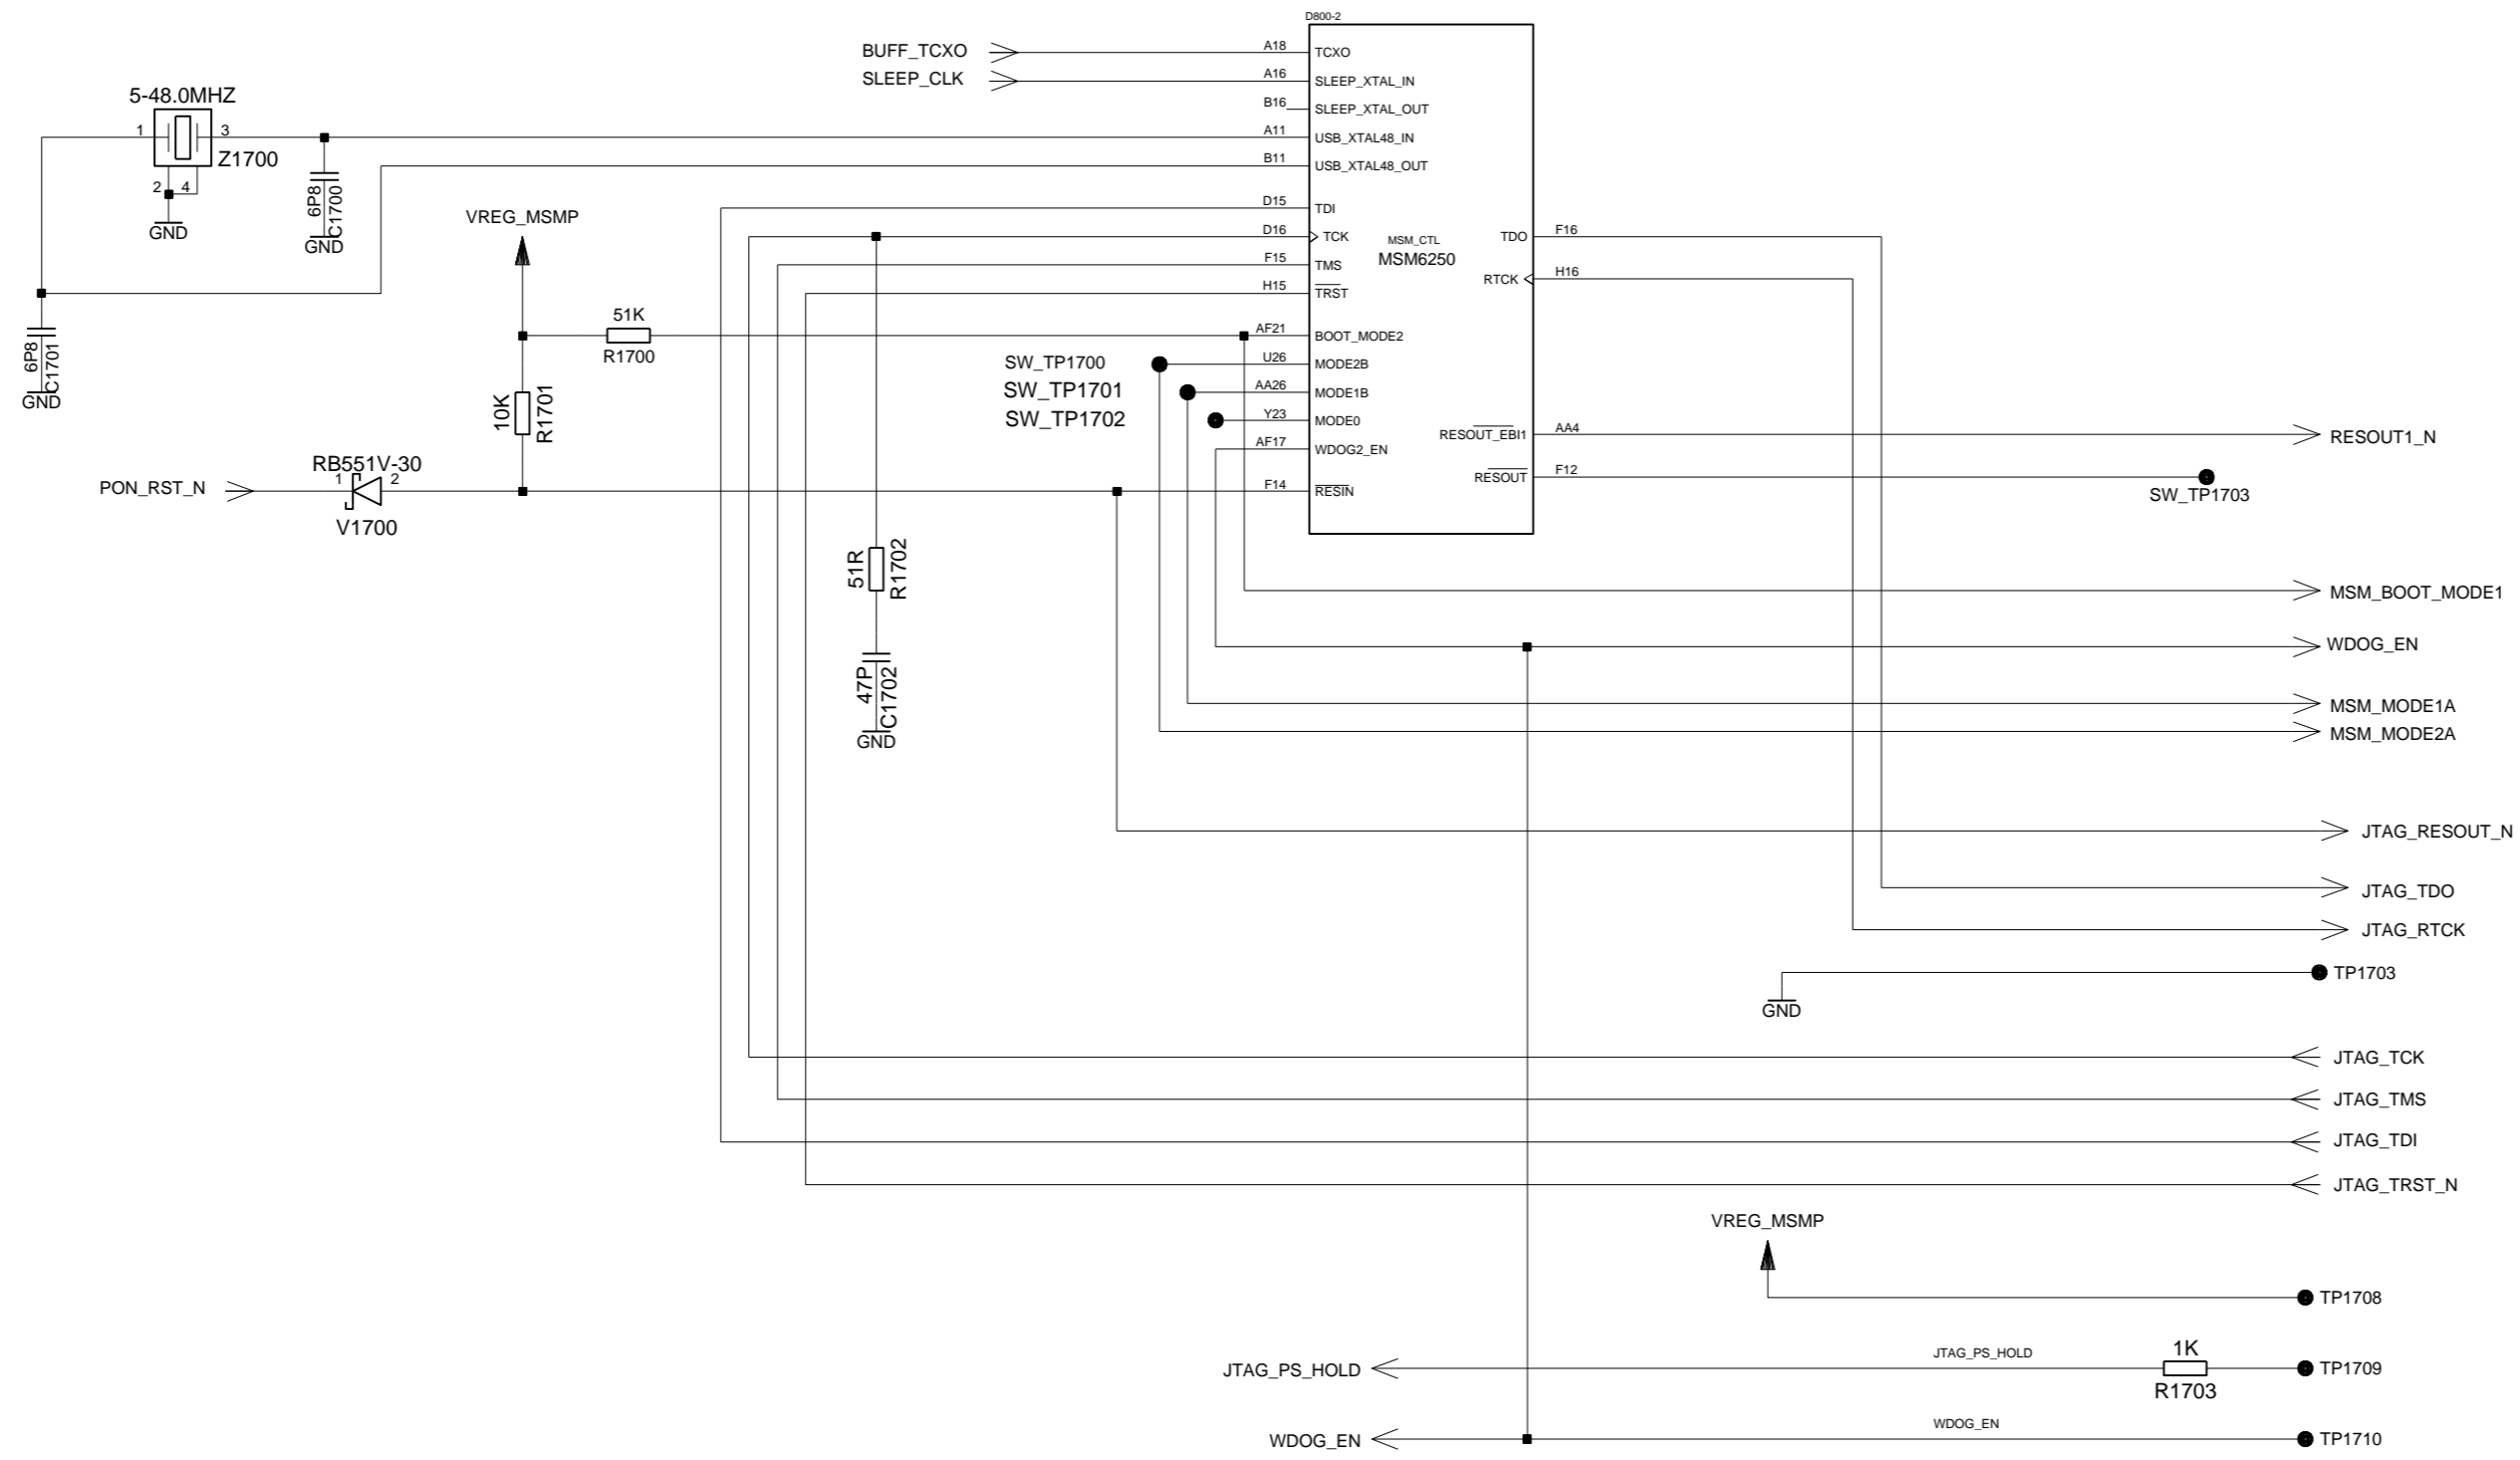 D800-2
BUFF_TCXO
A18
TCXO
SLEEP_CLK
A16
SLEEP_XTAL_IN
B16
SLEEP_XTAL_OUT
5-48.0MHZ
1
3
Z1700
2
4
GND
A11
USB_XTAL48_IN
B11
USB_XTAL48_OUT
6P8
C1700
GND
D15
TDI
VREG_MSMP
D16
TCK
MSM_CTL
MSM6250
TDO
F16
F15
TMS
RTCK
H16
H15
TRST
6P8
C1701
GND
51K
R1700
AF21
BOOT_MODE2
SW_TP1700
U26
MODE2B
SW_TP1701
AA26
MODE1B
SW_TP1702
Y23
MODE0
10K
R1701
AF17
WDOG2_EN
RESOUT_EBI1
AA4
RESOUT1_N
RB551V-30
PON_RST_N
1
2
V1700
F14
RESIN
RESOUT
F12
SW_TP1703
51R
R1702
47P
C1702
GND
MSM_BOOT_MODE1
WDOG_EN
MSM_MODE1A
MSM_MODE2A
JTAG_RESOUT_N
JTAG_TDO
JTAG_RTCK
TP1703
GND
JTAG_TCK
JTAG_TMS
JTAG_TDI
JTAG_TRST_N
VREG_MSMP
TP1708
JTAG_PS_HOLD
JTAG_PS_HOLD
1K
R1703
TP1709
WDOG_EN
WDOG_EN
TP1710